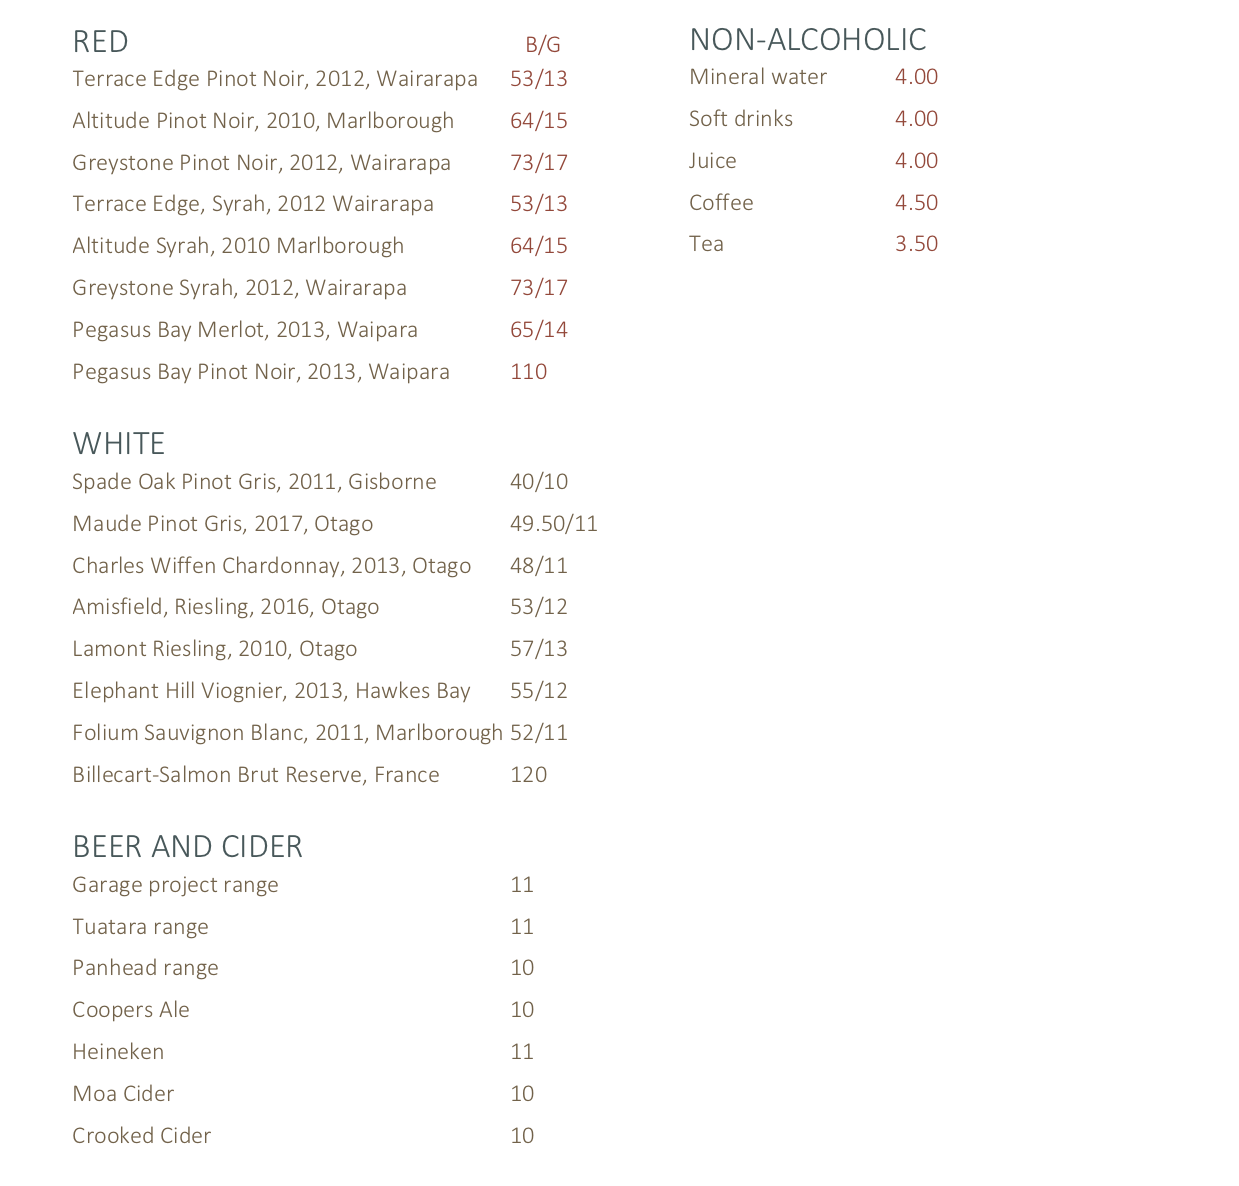 RED B/G
Terrace Edge Pinot Noir, 2012, Wairarapa 53/13
Altitude Pinot Noir, 2010, Marlborough 64/15
Greystone Pinot Noir, 2012, Wairarapa 73/17
Terrace Edge, Syrah, 2012 Wairarapa 53/13
Altitude Syrah, 2010 Marlborough 64/15
Greystone Syrah, 2012, Wairarapa 73/17
Pegasus Bay Merlot, 2013, Waipara 65/14
Pegasus Bay Pinot Noir, 2013, Waipara 110
WHITE
Spade Oak Pinot Gris, 2011, Gisborne 40/10
Maude Pinot Gris, 2017, Otago 49.50/11
Charles Wiffen Chardonnay, 2013, Otago 48/11
Amisfield, Riesling, 2016, Otago 53/12
Lamont Riesling, 2010, Otago 57/13
Elephant Hill Viognier, 2013, Hawkes Bay 55/12
Folium Sauvignon Blanc, 2011, Marlborough 52/11
Billecart-Salmon Brut Reserve, France 120
BEER AND CIDER
Garage project range 11
Tuatara range 11
Panhead range 10
Coopers Ale 10
Heineken 11
Moa Cider 10
Crooked Cider 10
NON-ALCOHOLIC
Mineral water 4.00
Soft drinks 4.00
Juice 4.00
Coffee 4.50
Tea 3.50